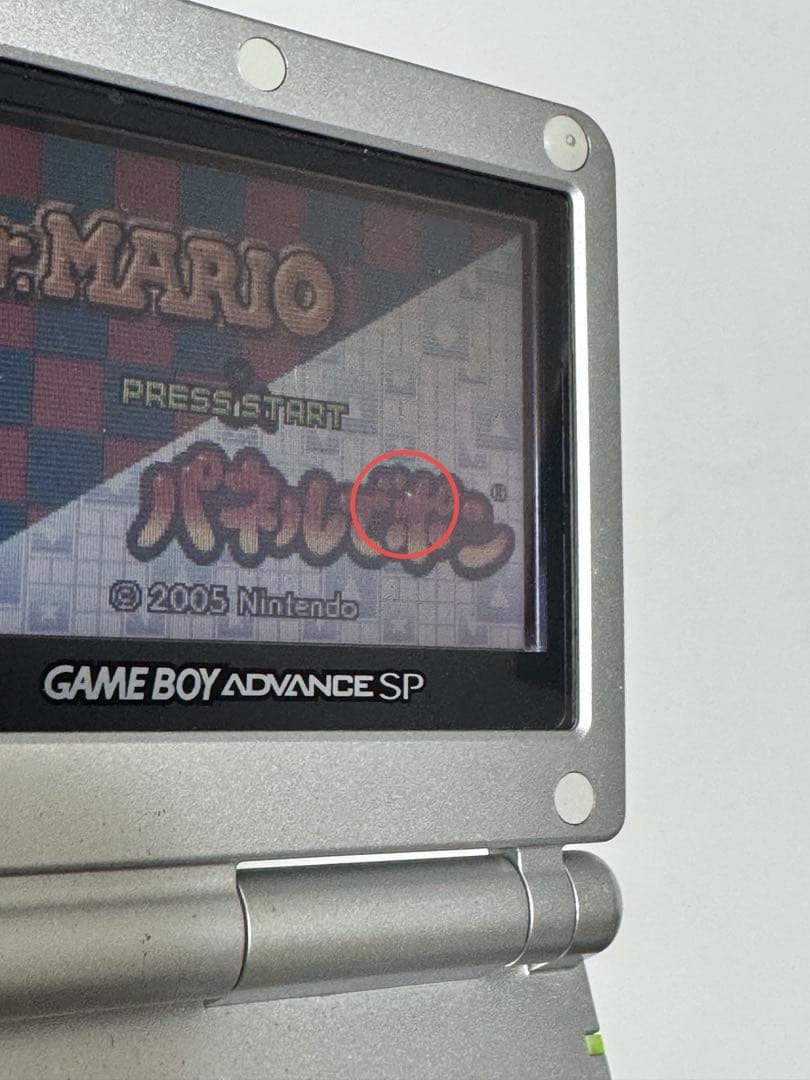 r.MARIO
PRESS START
パネルでポン®
© 2005 Nintendo
GAME BOY ADVANCE SP